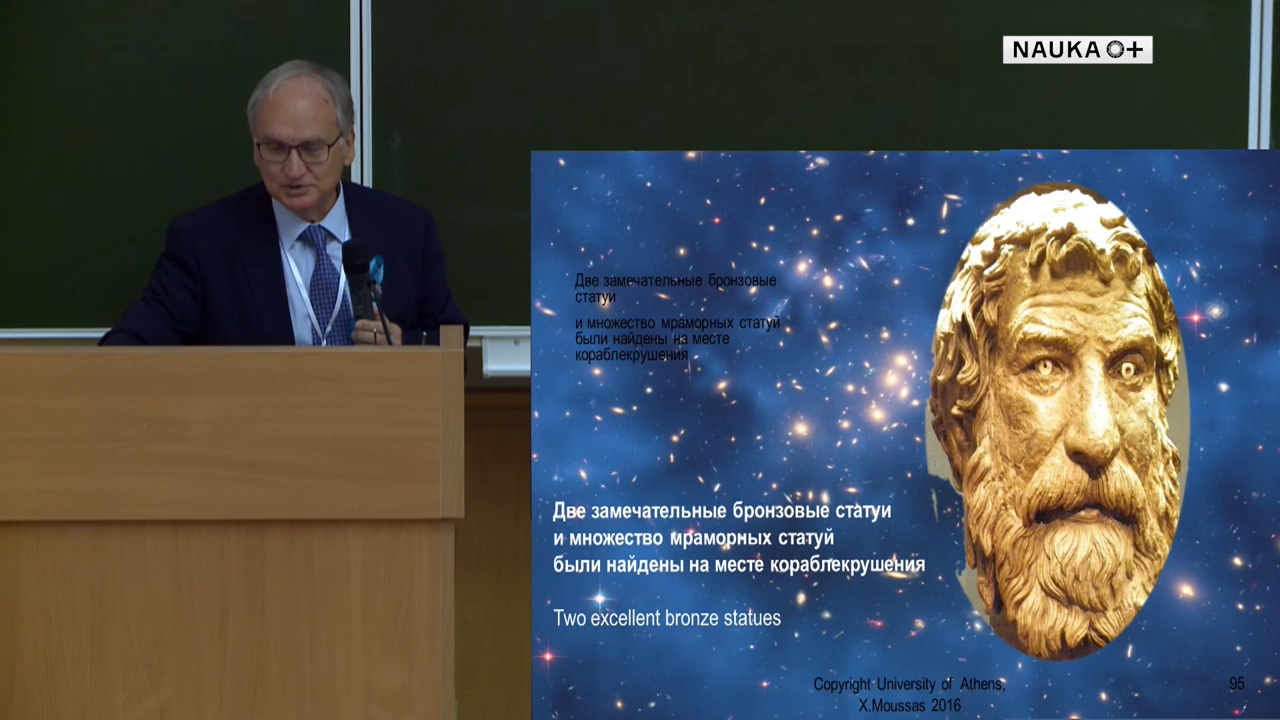 NAUKA 0+
Две замечательные бронзовые
статуи
и множество мраморных статуй
были найдены на месте
кораблекрушения
Две замечательные бронзовые статуи
и множество мраморных статуй
были найдены на месте кораблекрушения
Two excellent bronze statues
Copyright University of Athens,
X.Moussas 2016
95